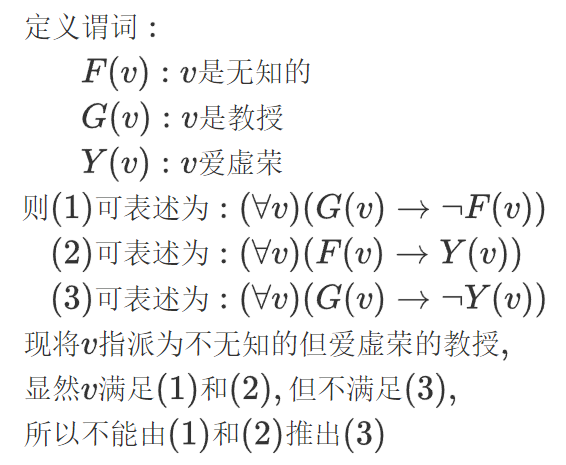 定义谓词：
F(v)：v是无知的
G(v)：v是教授
Y(v)：v爱虚荣
则(1)可表述为：(∀v)(G(v) → ¬F(v))
(2)可表述为：(∀v)(F(v) → Y(v))
(3)可表述为：(∀v)(G(v) → ¬Y(v))
现将v指派为不无知的但爱虚荣的教授,
显然v满足(1)和(2), 但不满足(3),
所以不能由(1)和(2)推出(3)